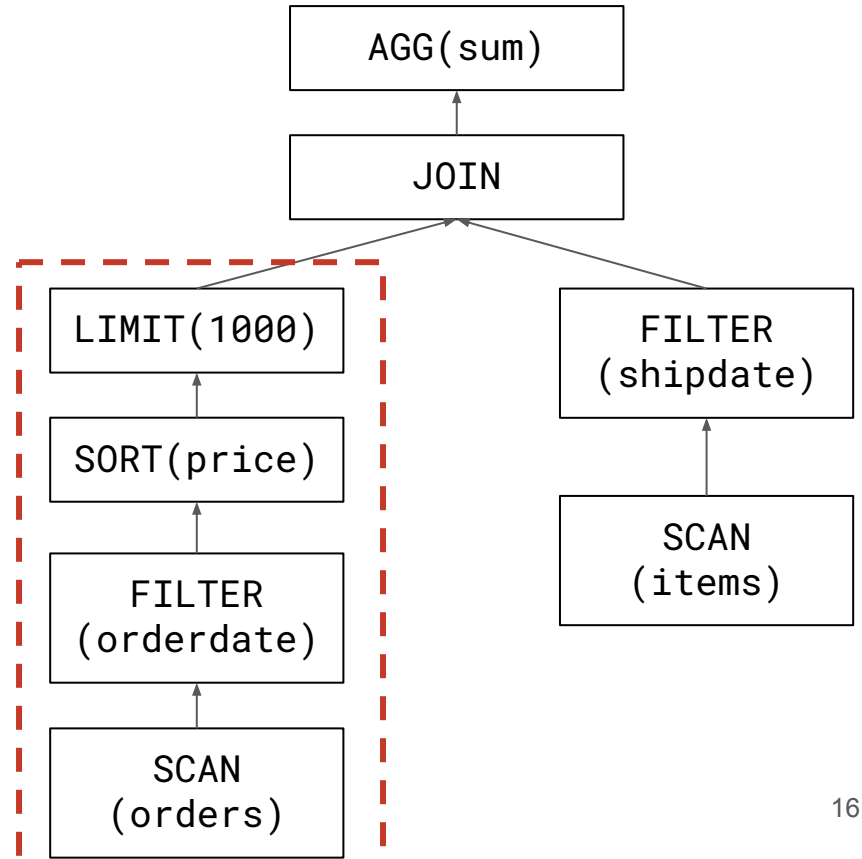 AGG(sum)
JOIN
LIMIT(1000)
SORT(price)
FILTER
(orderdate)
SCAN
(orders)
FILTER
(shipdate)
SCAN
(items)
16